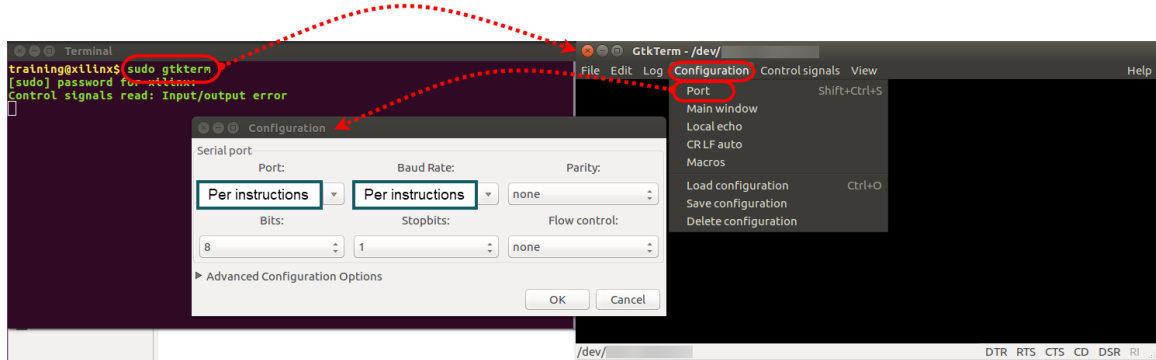 Terminal
training@xilinx$ sudo gtkterm
[sudo] password for xilinx:
Control signals read: Input/output error
Configuration
Serial port
Port: Baud Rate: Parity:
Per instructions Per instructions none
Bits: Stopbits: Flow control:
8 1 none
Advanced Configuration Options
OK Cancel
GtkTerm - /dev/
File Edit Log Configuration Control signals View Help
Port Shift+Ctrl+S
Main window
Local echo
CR LF auto
Macros
Load configuration Ctrl+O
Save configuration
Delete configuration
/dev/ DTR RTS CTS CD DSR RI